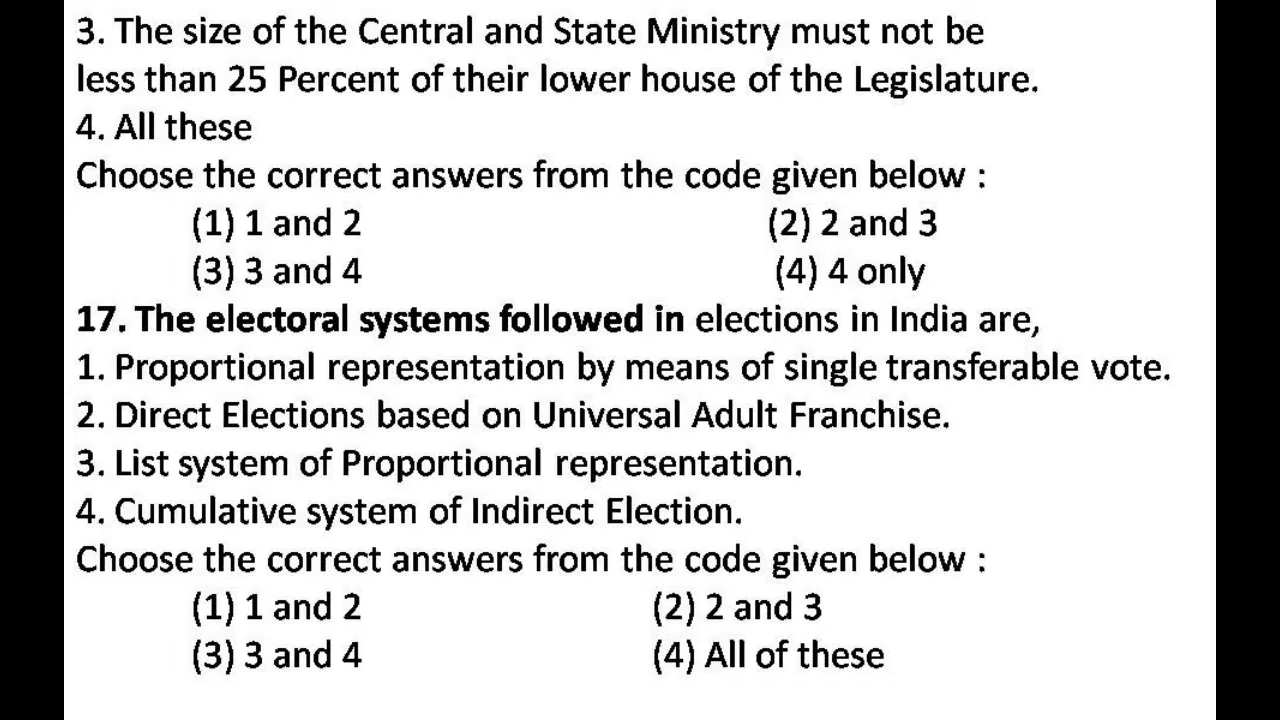 3. The size of the Central and State Ministry must not be
less than 25 Percent of their lower house of the Legislature.
4. All these
Choose the correct answers from the code given below :
(1) 1 and 2 (2) 2 and 3
(3) 3 and 4 (4) 4 only
17. The electoral systems followed in elections in India are,
1. Proportional representation by means of single transferable vote.
2. Direct Elections based on Universal Adult Franchise.
3. List system of Proportional representation.
4. Cumulative system of Indirect Election.
Choose the correct answers from the code given below :
(1) 1 and 2 (2) 2 and 3
(3) 3 and 4 (4) All of these